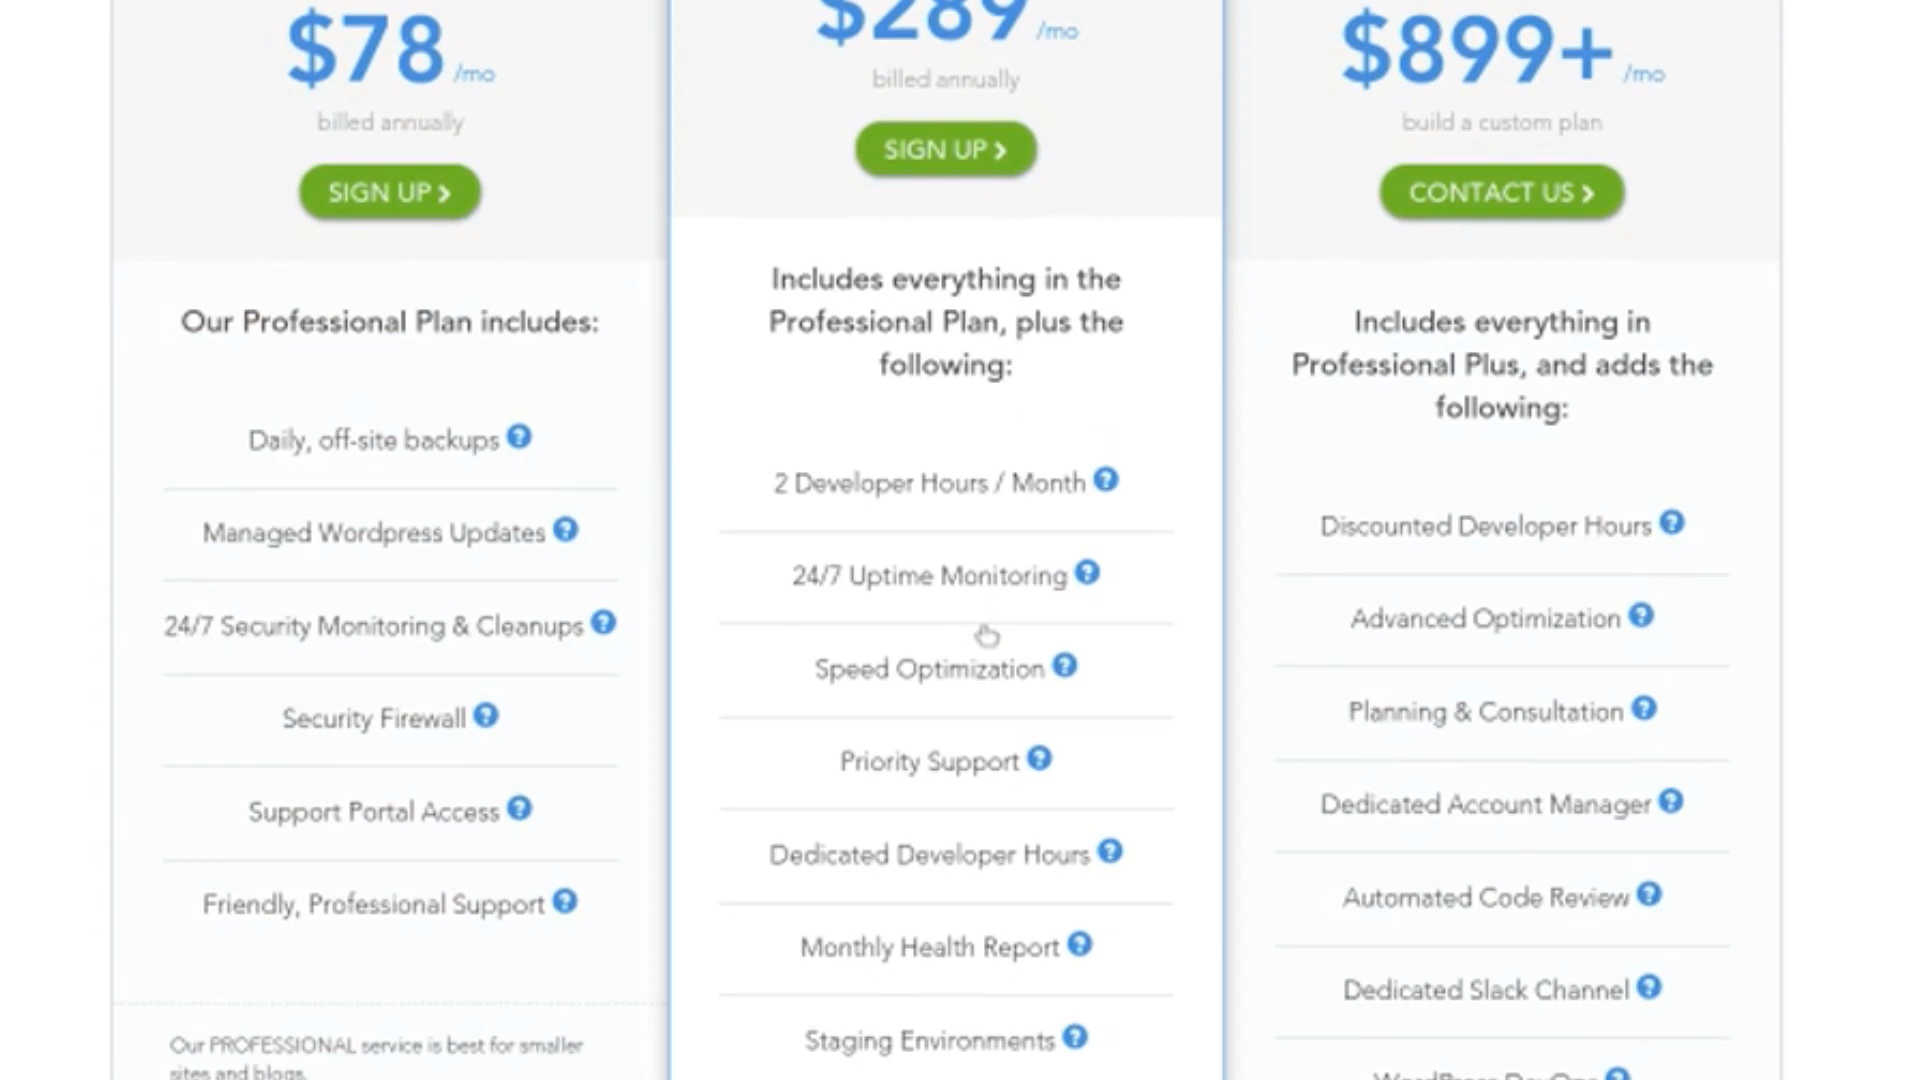 $78 /mo
billed annually
SIGN UP
Our Professional Plan includes:
Daily, off-site backups ?
Managed Wordpress Updates ?
24/7 Security Monitoring & Cleanups ?
Security Firewall ?
Support Portal Access ?
Friendly, Professional Support ?
Our PROFESSIONAL service is best for smaller
sites and blogs.
$289 /mo
billed annually
SIGN UP
Includes everything in the
Professional Plan, plus the
following:
2 Developer Hours / Month ?
24/7 Uptime Monitoring ?
Speed Optimization ?
Priority Support ?
Dedicated Developer Hours ?
Monthly Health Report ?
Staging Environments ?
$899+ /mo
build a custom plan
CONTACT US
Includes everything in
Professional Plus, and adds the
following:
Discounted Developer Hours ?
Advanced Optimization ?
Planning & Consultation ?
Dedicated Account Manager ?
Automated Code Review ?
Dedicated Slack Channel ?
WordPress DevOps ?